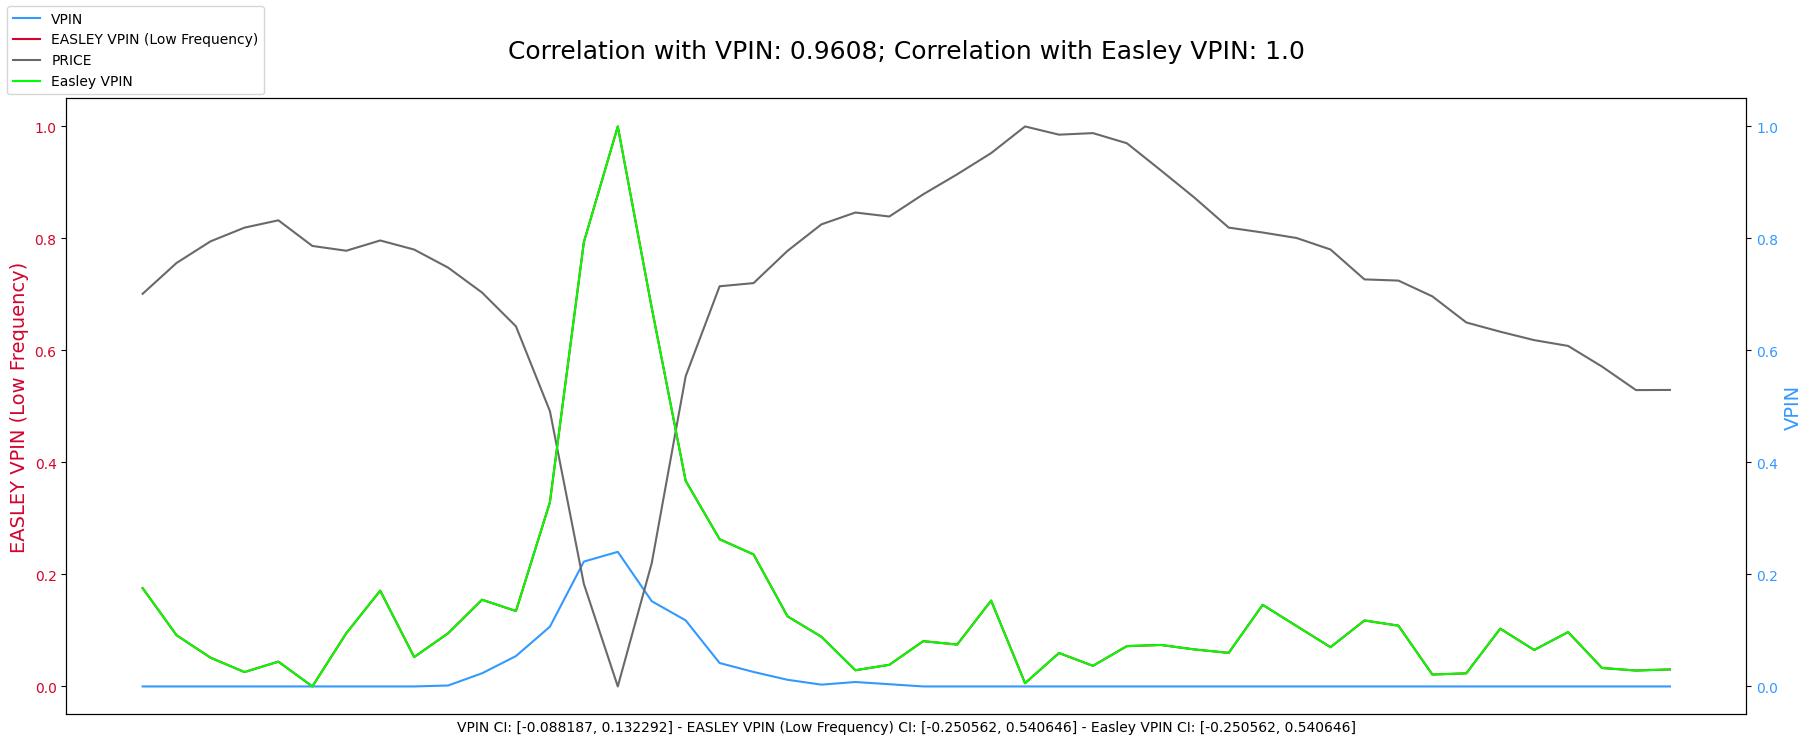 VPIN
EASLEY VPIN (Low Frequency)
PRICE
Easley VPIN
Correlation with VPIN: 0.9608; Correlation with Easley VPIN: 1.0
EASLEY VPIN (Low Frequency)
1.0
0.8
0.6
0.4
0.2
0.0
1.0
0.8
0.6
0.4
0.2
0.0
VPIN
VPIN CI: [-0.088187, 0.132292] - EASLEY VPIN (Low Frequency) CI: [-0.250562, 0.540646] - Easley VPIN CI: [-0.250562, 0.540646]